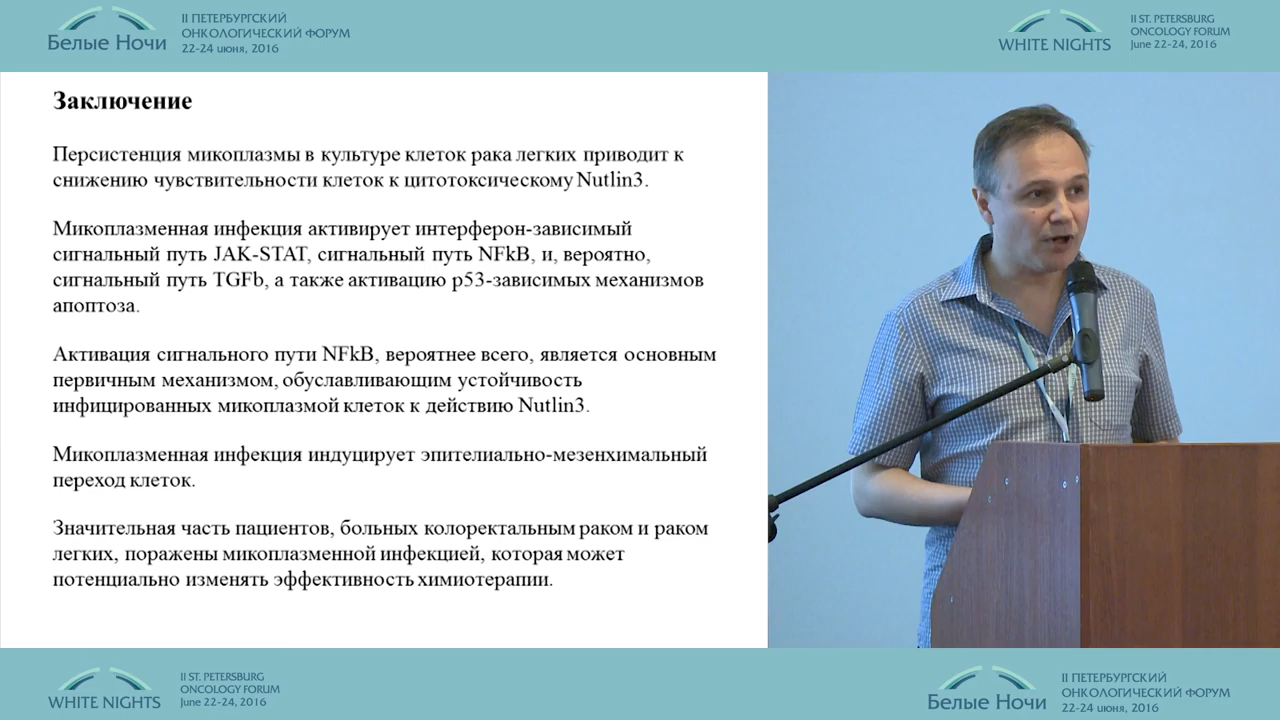 Белые Ночи
II ПЕТЕРБУРГСКИЙ
ОНКОЛОГИЧЕСКИЙ ФОРУМ
22-24 июня, 2016
WHITE NIGHTS
II ST. PETERSBURG
ONCOLOGY FORUM
June 22-24, 2016
Заключение
Персистенция микоплазмы в культуре клеток рака легких приводит к
снижению чувствительности клеток к цитотоксическому Nutlin3.
Микоплазменная инфекция активирует интерферон-зависимый
сигнальный путь JAK-STAT, сигнальный путь NFkB, и, вероятно,
сигнальный путь TGFb, а также активацию p53-зависимых механизмов
апоптоза.
Активация сигнального пути NFkB, вероятнее всего, является основным
первичным механизмом, обуславливающим устойчивость
инфицированных микоплазмой клеток к действию Nutlin3.
Микоплазменная инфекция индуцирует эпителиально-мезенхимальный
переход клеток.
Значительная часть пациентов, больных колоректальным раком и раком
легких, поражены микоплазменной инфекцией, которая может
потенциально изменять эффективность химиотерапии.
WHITE NIGHTS
II ST. PETERSBURG
ONCOLOGY FORUM
June 22-24, 2016
Белые Ночи
II ПЕТЕРБУРГСКИЙ
ОНКОЛОГИЧЕСКИЙ ФОРУМ
22-24 июня, 2016